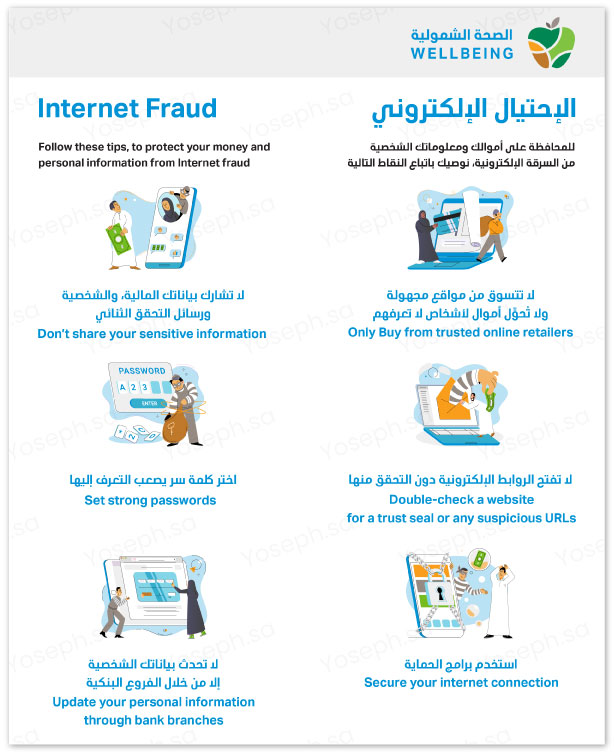 الصحة الشمولية
WELLBEING
Internet Fraud
الإحتيال الإلكتروني
Follow these tips, to protect your money and
personal information from Internet fraud
للمحافظة على أموالك ومعلوماتك الشخصية
من السرقة الإلكترونية، نوصيك باتباع النقاط التالية
لا تشارك بياناتك المالية، والشخصية
ورسائل التحقق الثنائي
Don't share your sensitive information
لا تتسوق من مواقع مجهولة
ولا تُحوّل أموال لأشخاص لا تعرفهم
Only Buy from trusted online retailers
PASSWORD
A 2 3
ENTER
اختر كلمة سر يصعب التعرف إليها
Set strong passwords
لا تفتح الروابط الإلكترونية دون التحقق منها
Double-check a website
for a trust seal or any suspicious URLs
لا تحدث بياناتك الشخصية
إلا من خلال الفروع البنكية
Update your personal information
through bank branches
استخدم برامج الحماية
Secure your internet connection
Yoseph.sa